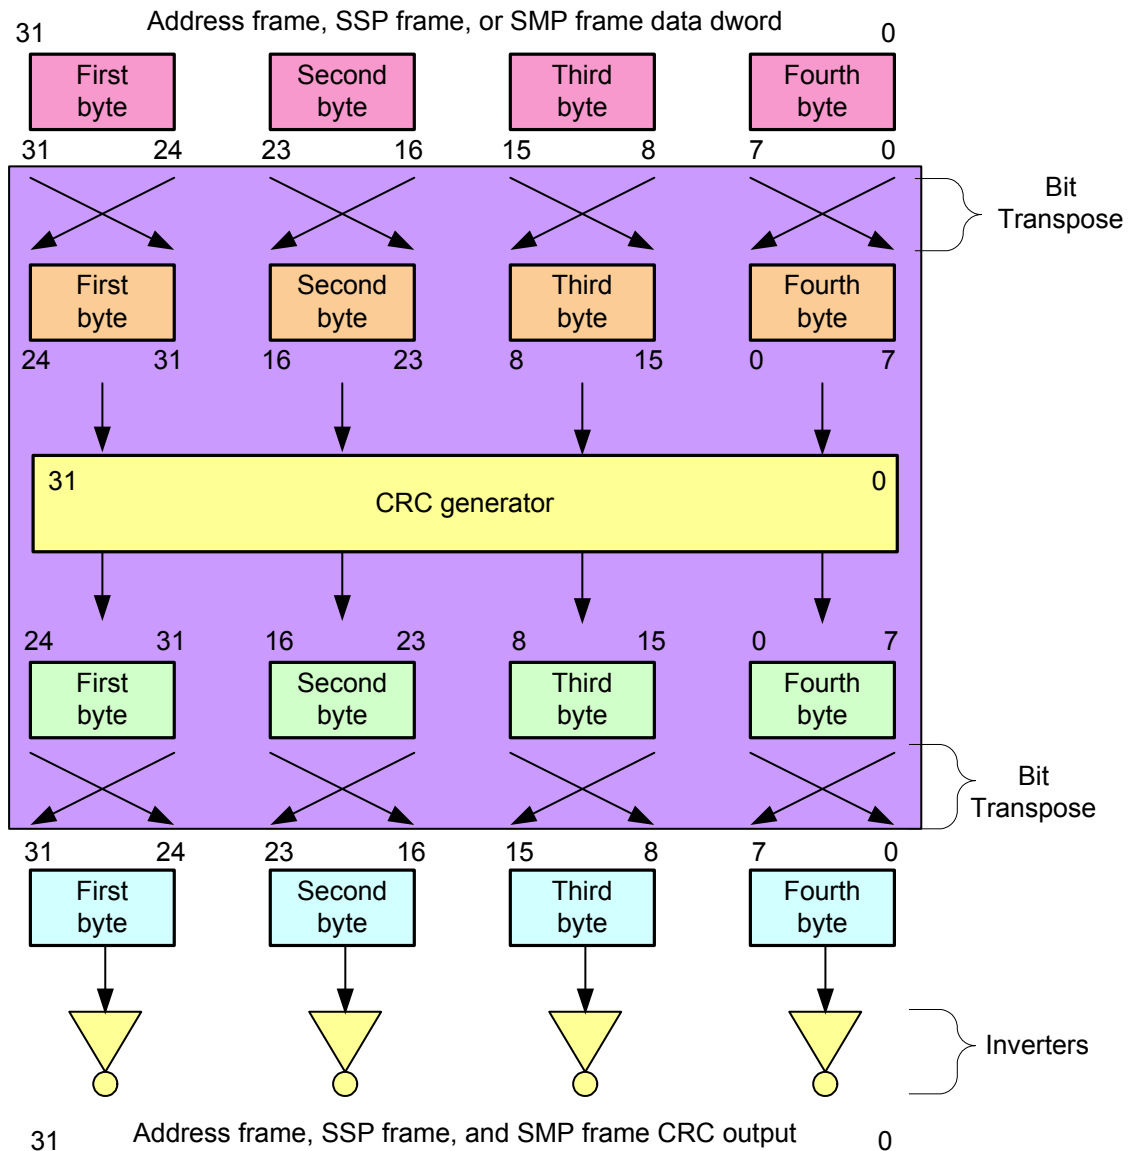 Address frame, SSP frame, or SMP frame data dword
31 0
First byte Second byte Third byte Fourth byte
31 24 23 16 15 8 7 0
Bit Transpose
First byte Second byte Third byte Fourth byte
24 31 16 23 8 15 0 7
31 CRC generator 0
24 31 16 23 8 15 0 7
First byte Second byte Third byte Fourth byte
Bit Transpose
31 24 23 16 15 8 7 0
First byte Second byte Third byte Fourth byte
Inverters
31 Address frame, SSP frame, and SMP frame CRC output 0